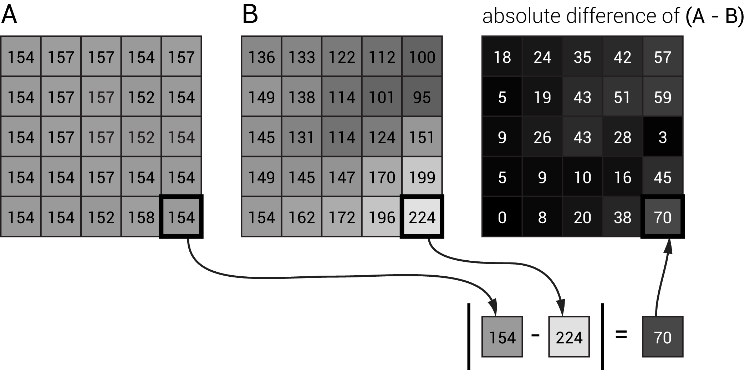 A B absolute difference of (A - B)
154 157 157 154 157 136 133 122 112 100 18 24 35 42 57
154 157 157 152 154 149 138 114 101 95 5 19 43 51 59
154 157 157 152 154 145 131 114 124 151 9 26 43 28 3
154 154 157 154 154 149 145 147 170 199 5 9 10 16 45
154 154 152 158 154 154 162 172 196 224 0 8 20 38 70
| 154 - 224 | = 70